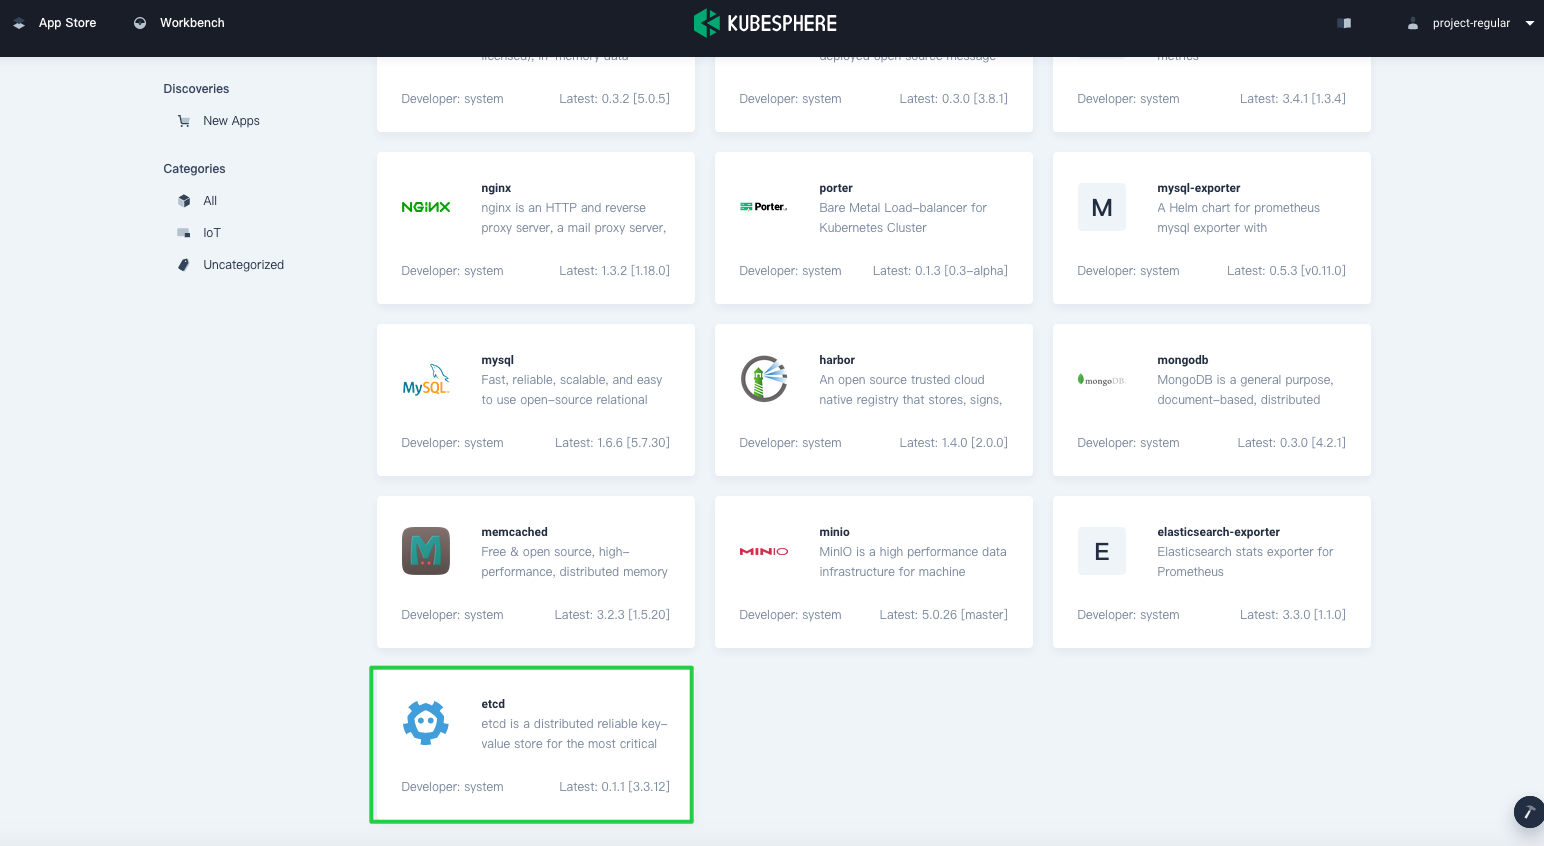 App Store
Workbench
KUBESPHERE
project-regular
Discoveries
New Apps
Categories
All
IoT
Uncategorized
licensed), in-memory data
Developer: system
Latest: 0.3.2 [5.0.5]
deployed open source message
Developer: system
Latest: 0.3.0 [3.8.1]
metrics
Developer: system
Latest: 3.4.1 [1.3.4]
NGINX
nginx
nginx is an HTTP and reverse
proxy server, a mail proxy server,
Developer: system
Latest: 1.3.2 [1.18.0]
Porter
porter
Bare Metal Load-balancer for
Kubernetes Cluster
Developer: system
Latest: 0.1.3 [0.3-alpha]
M
mysql-exporter
A Helm chart for prometheus
mysql exporter with
Developer: system
Latest: 0.5.3 [v0.11.0]
MySQL
mysql
Fast, reliable, scalable, and easy
to use open-source relational
Developer: system
Latest: 1.6.6 [5.7.30]
harbor
An open source trusted cloud
native registry that stores, signs,
Developer: system
Latest: 1.4.0 [2.0.0]
mongoDB
mongodb
MongoDB is a general purpose,
document-based, distributed
Developer: system
Latest: 0.3.0 [4.2.1]
M
memcached
Free & open source, high-
performance, distributed memory
Developer: system
Latest: 3.2.3 [1.5.20]
MINIO
minio
MinIO is a high performance data
infrastructure for machine
Developer: system
Latest: 5.0.26 [master]
E
elasticsearch-exporter
Elasticsearch stats exporter for
Prometheus
Developer: system
Latest: 3.3.0 [1.1.0]
etcd
etcd is a distributed reliable key-
value store for the most critical
Developer: system
Latest: 0.1.1 [3.3.12]